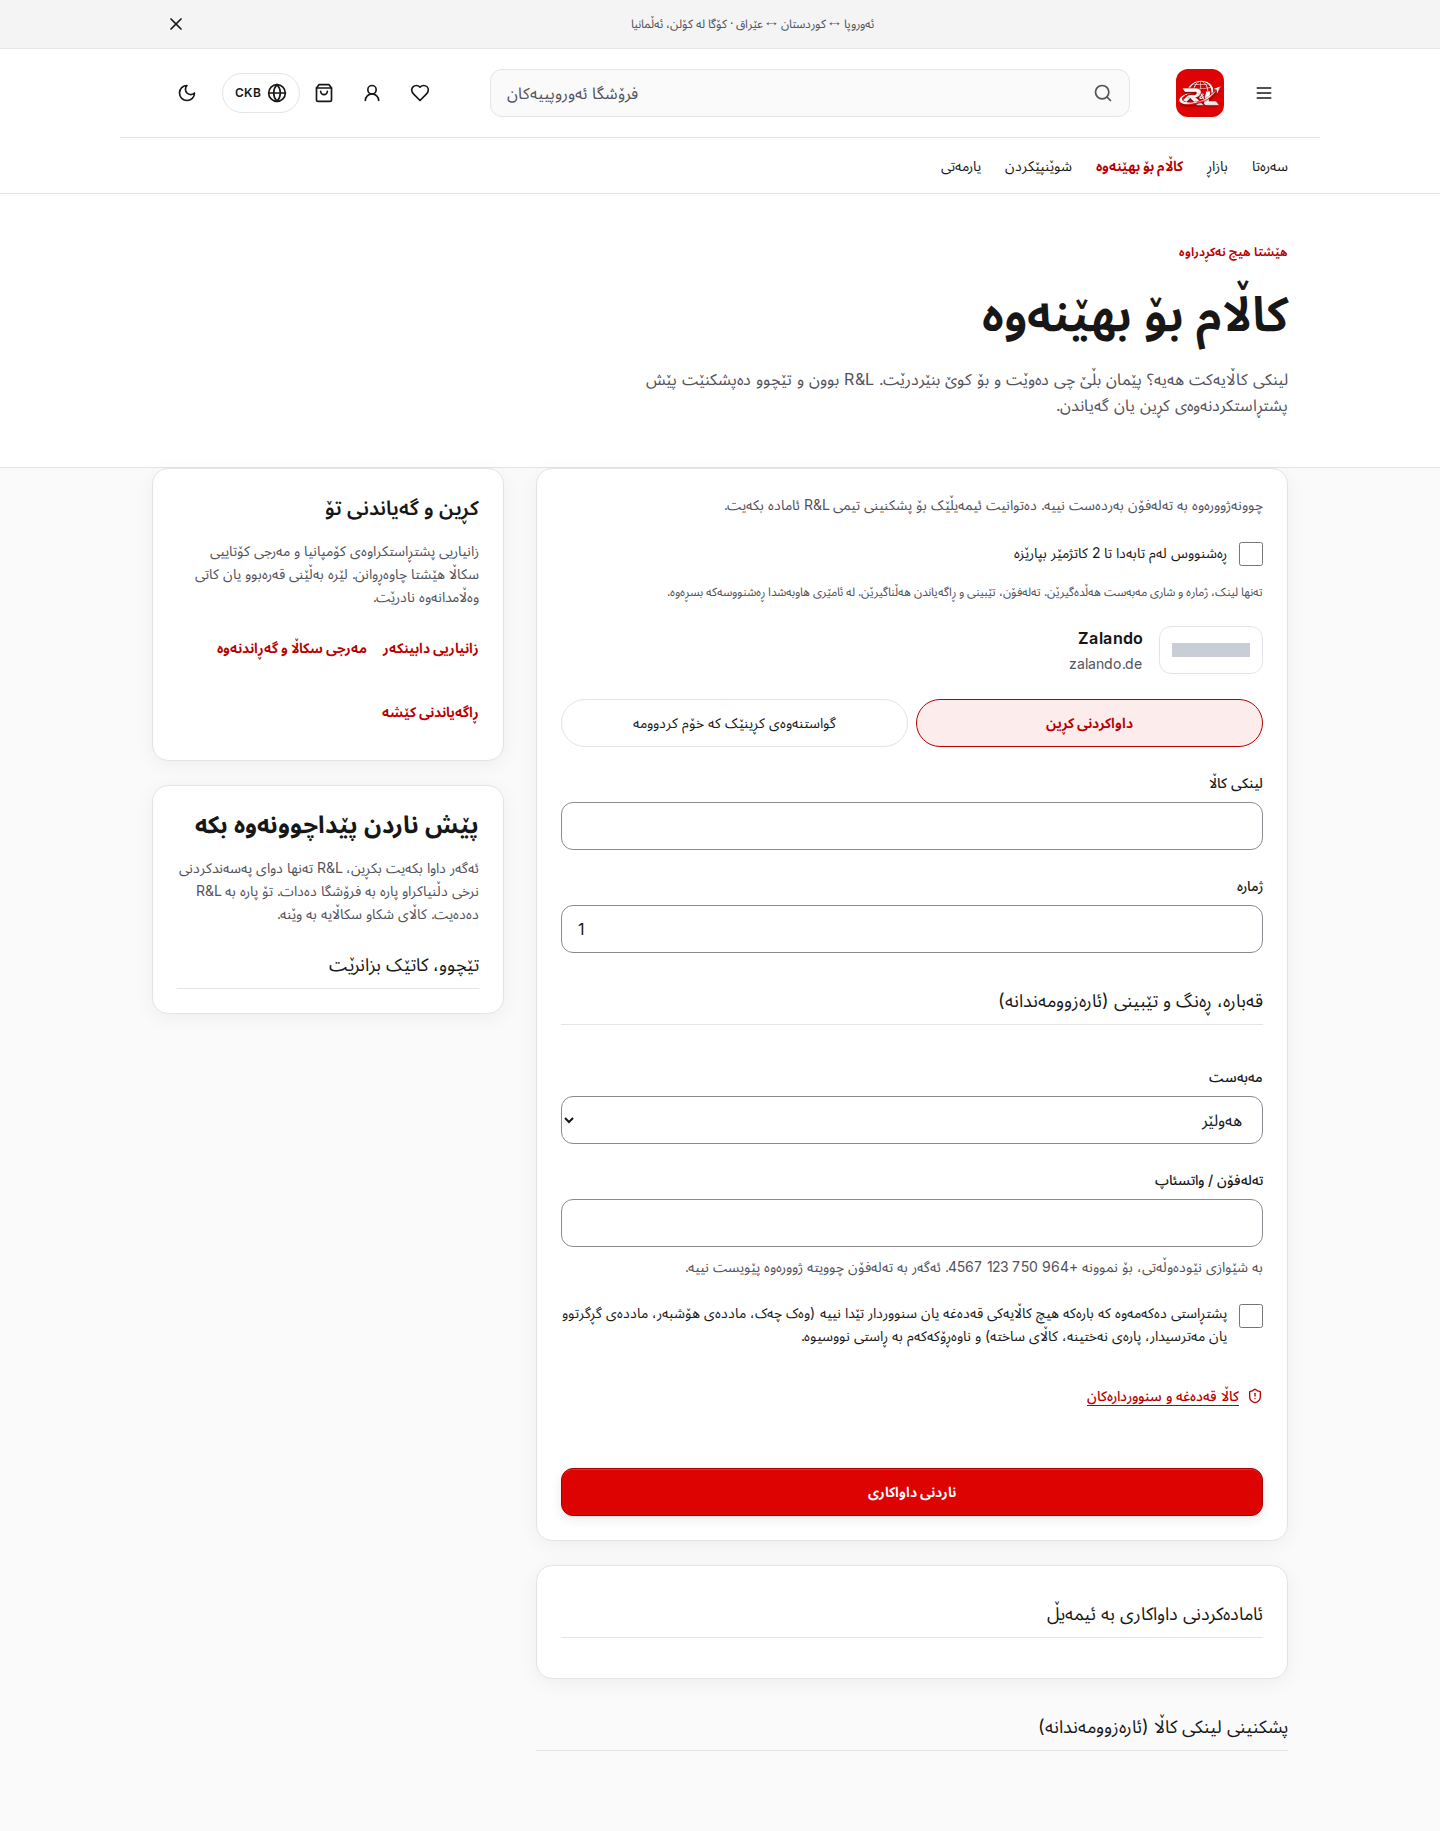 ئەوروپا ↔ کوردستان ↔ عێراق · کۆگا لە کۆلن، ئەڵمانیا
R&L
فرۆشگا ئەوروپییەکان
CKB
سەرەتا
بازاڕ
کاڵام بۆ بهێنەوە
شوێنپێکردن
یارمەتی
هێشتا هیچ نەکڕدراوە
کاڵام بۆ بهێنەوە
لینکی کاڵایەکت هەیە؟ پێمان بڵێ چی دەوێت و بۆ کوێ بنێردرێت. R&L بوون و تێچوو دەپشکنێت پێش
پشتڕاستکردنەوەی کڕین یان گەیاندن.
چوونەژوورەوە بە تەلەفۆن بەردەست نییە. دەتوانیت ئیمەیڵێک بۆ پشکنینی تیمی R&L ئامادە بکەیت.
ڕەشنووس لەم تابەدا تا 2 کاتژمێر بپارێزە
تەنها لینک، ژمارە و شاری مەبەست هەڵدەگیرێن. تەلەفۆن، تێبینی و ڕاگەیاندن هەڵناگیرێن. لە ئامێری هاوبەشدا ڕەشنووسەکە بسڕەوە.
Zalando
zalando.de
داواکردنی کڕین
گواستنەوەی کڕینێک کە خۆم کردوومە
لینکی کاڵا
ژمارە
1
قەبارە، ڕەنگ و تێبینی (ئارەزوومەندانە)
مەبەست
هەولێر
تەلەفۆن / واتسئاپ
بە شێوازی نێودەوڵەتی، بۆ نموونە +964 750 123 4567. ئەگەر بە تەلەفۆن چوویتە ژوورەوە پێویست نییە.
پشتڕاستی دەکەمەوە کە بارەکە هیچ کاڵایەکی قەدەغە یان سنووردار تێدا نییە (وەک چەک، ماددەی هۆشبەر، ماددەی گڕگرتوو
یان مەترسیدار، پارەی نەختینە، کاڵای ساختە) و ناوەڕۆکەکەم بە ڕاستی نووسیوە.
کاڵا قەدەغە و سنووردارەکان
ناردنی داواکاری
ئامادەکردنی داواکاری بە ئیمەیڵ
پشکنینی لینکی کاڵا (ئارەزوومەندانە)
کڕین و گەیاندنی تۆ
زانیاریی پشتڕاستکراوەی کۆمپانیا و مەرجی کۆتایی
سکاڵا هێشتا چاوەڕوانن. لێرە بەڵێنی قەرەبوو یان کاتی
وەڵامدانەوە نادرێت.
زانیاریی دابینکەر
مەرجی سکاڵا و گەڕاندنەوە
ڕاگەیاندنی کێشە
پێش ناردن پێداچوونەوە بکە
ئەگەر داوا بکەیت بکڕین، R&L تەنها دوای پەسەندکردنی
نرخی دڵنیاکراو پارە بە فرۆشگا دەدات. تۆ پارە بە R&L
دەدەیت. کاڵای شکاو سکاڵایە بە وێنە.
تێچوو، کاتێک بزانرێت